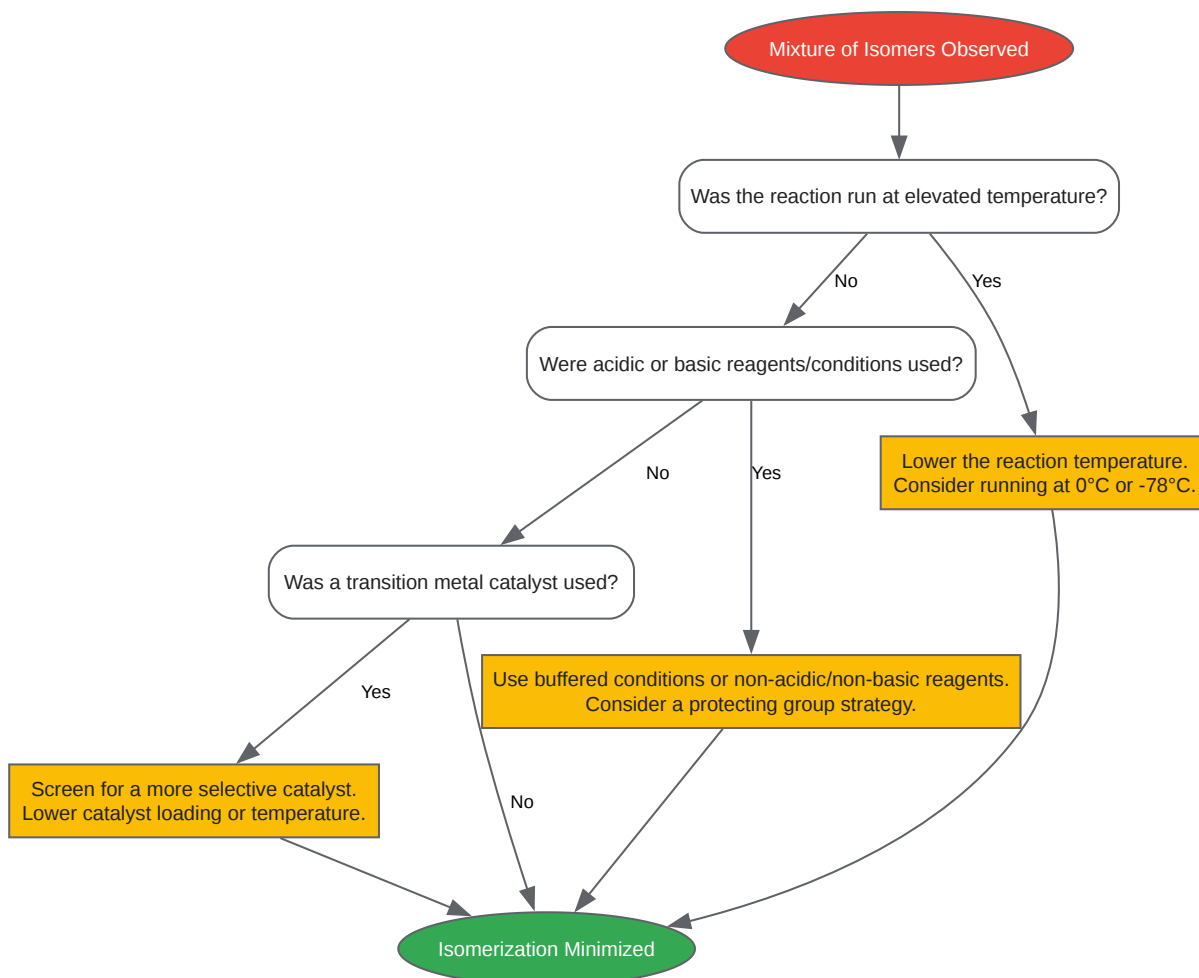 Mixture of Isomers Observed
Was the reaction run at elevated temperature?
No
Yes
Were acidic or basic reagents/conditions used?
Lower the reaction temperature.
Consider running at 0°C or -78°C.
No
Yes
Was a transition metal catalyst used?
Use buffered conditions or non-acidic/non-basic reagents.
Consider a protecting group strategy.
Yes
Screen for a more selective catalyst.
Lower catalyst loading or temperature.
No
Isomerization Minimized